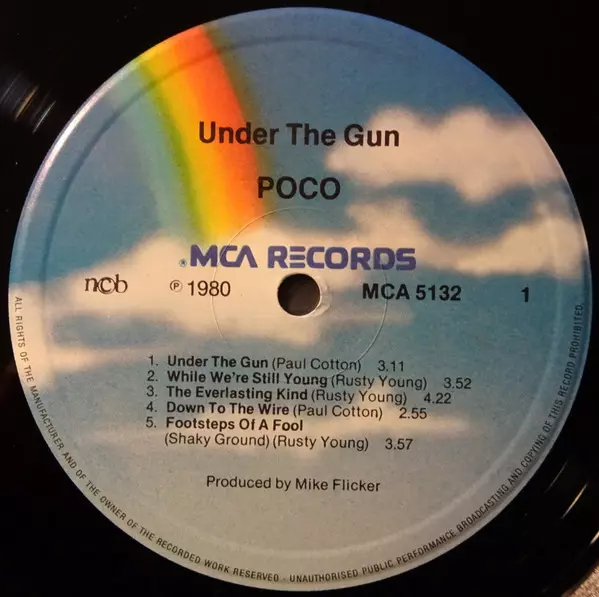 Under The Gun
POCO
® MCA RECORDS
ncb ℗ 1980 MCA 5132 1
1. Under The Gun (Paul Cotton) 3.11
2. While We're Still Young (Rusty Young) 3.52
3. The Everlasting Kind (Rusty Young) 4.22
4. Down To The Wire (Paul Cotton) 2.55
5. Footsteps Of A Fool
(Shaky Ground) (Rusty Young) 3.57
Produced by Mike Flicker
ALL RIGHTS OF THE MANUFACTURER AND OF THE OWNER OF THE RECORDED WORK RESERVED - UNAUTHORISED PUBLIC PERFORMANCE BROADCASTING AND COPYING OF THIS RECORD PROHIBITED.